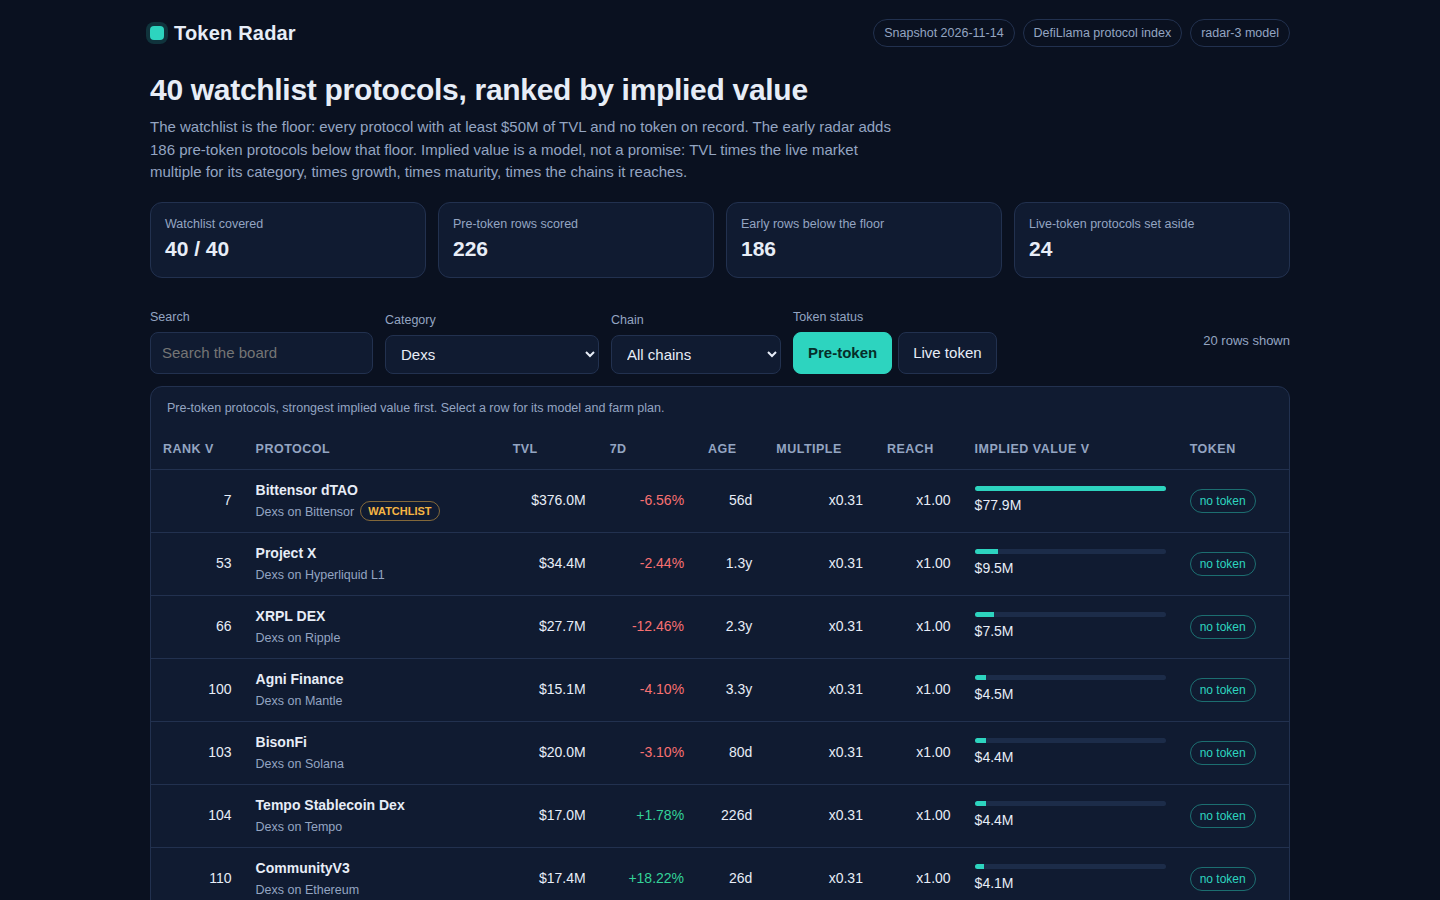 Token Radar
Snapshot 2026-11-14
DefiLlama protocol index
radar-3 model
40 watchlist protocols, ranked by implied value
The watchlist is the floor: every protocol with at least $50M of TVL and no token on record. The early radar adds
186 pre-token protocols below that floor. Implied value is a model, not a promise: TVL times the live market
multiple for its category, times growth, times maturity, times the chains it reaches.
Watchlist covered
40 / 40
Pre-token rows scored
226
Early rows below the floor
186
Live-token protocols set aside
24
Search
Search the board
Category
Dexs
Chain
All chains
Token status
Pre-token
Live token
20 rows shown
Pre-token protocols, strongest implied value first. Select a row for its model and farm plan.
RANK V PROTOCOL TVL 7D AGE MULTIPLE REACH IMPLIED VALUE V TOKEN
7 Bittensor dTAO $376.0M -6.56% 56d x0.31 x1.00 $77.9M no token
Dexs on Bittensor WATCHLIST
53 Project X $34.4M -2.44% 1.3y x0.31 x1.00 $9.5M no token
Dexs on Hyperliquid L1
66 XRPL DEX $27.7M -12.46% 2.3y x0.31 x1.00 $7.5M no token
Dexs on Ripple
100 Agni Finance $15.1M -4.10% 3.3y x0.31 x1.00 $4.5M no token
Dexs on Mantle
103 BisonFi $20.0M -3.10% 80d x0.31 x1.00 $4.4M no token
Dexs on Solana
104 Tempo Stablecoin Dex $17.0M +1.78% 226d x0.31 x1.00 $4.4M no token
Dexs on Tempo
110 CommunityV3 $17.4M +18.22% 26d x0.31 x1.00 $4.1M no token
Dexs on Ethereum